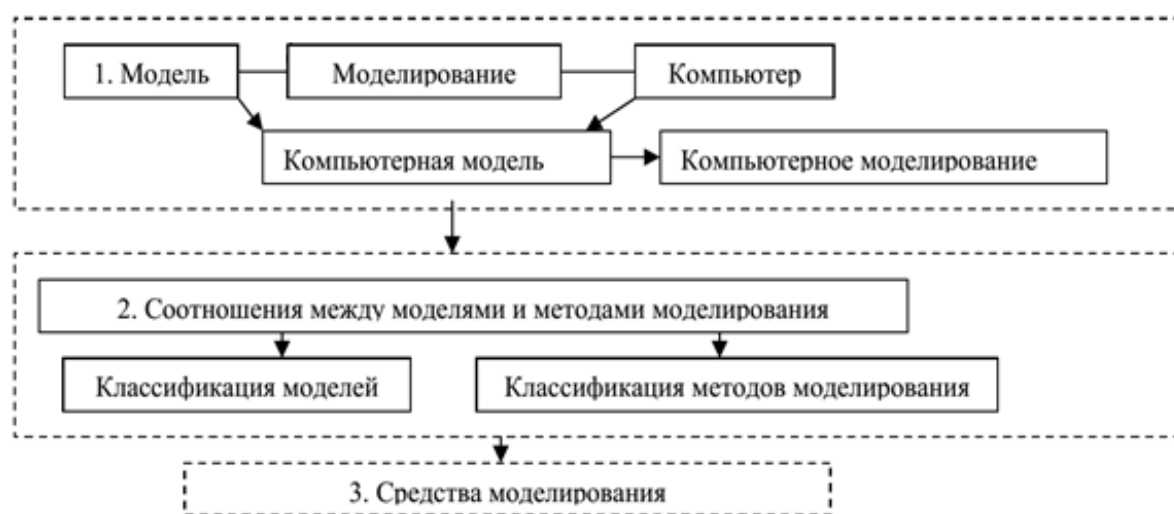 1. Модель Моделирование Компьютер
Компьютерная модель Компьютерное моделирование
2. Соотношения между моделями и методами моделирования
Классификация моделей Классификация методов моделирования
3. Средства моделирования